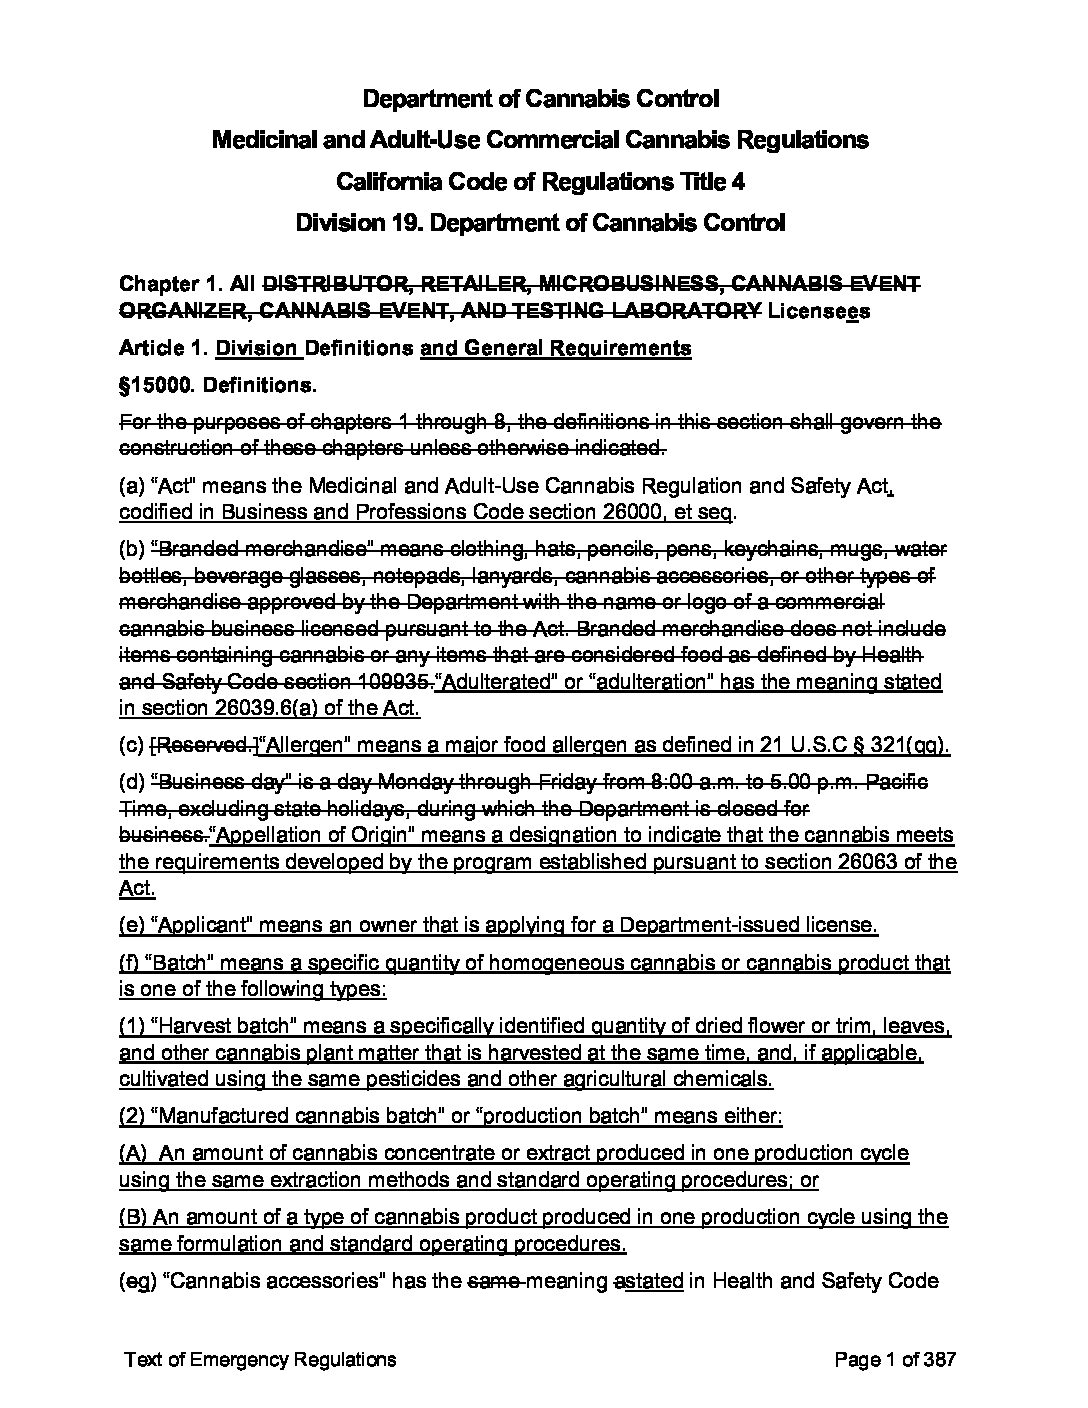 Department of Cannabis Control
Medicinal and Adult-Use Commercial Cannabis Regulations
California Code of Regulations Title 4
Division 19. Department of Cannabis Control
Chapter 1. All DISTRIBUTOR, RETAILER, MICROBUSINESS, CANNABIS EVENT
ORGANIZER, CANNABIS EVENT, AND TESTING LABORATORY Licensees
Article 1. Division Definitions and General Requirements
§15000. Definitions.
For the purposes of chapters 1 through 8, the definitions in this section shall govern the
construction of these chapters unless otherwise indicated.
(a) “Act" means the Medicinal and Adult-Use Cannabis Regulation and Safety Act,
codified in Business and Professions Code section 26000, et seq.
(b) “Branded merchandise" means clothing, hats, pencils, pens, keychains, mugs, water
bottles, beverage glasses, notepads, lanyards, cannabis accessories, or other types of
merchandise approved by the Department with the name or logo of a commercial
cannabis business licensed pursuant to the Act. Branded merchandise does not include
items containing cannabis or any items that are considered food as defined by Health
and Safety Code section 109935.“Adulterated" or “adulteration" has the meaning stated
in section 26039.6(a) of the Act.
(c) [Reserved.]“Allergen" means a major food allergen as defined in 21 U.S.C § 321(qq).
(d) “Business day" is a day Monday through Friday from 8:00 a.m. to 5.00 p.m. Pacific
Time, excluding state holidays, during which the Department is closed for
business.“Appellation of Origin" means a designation to indicate that the cannabis meets
the requirements developed by the program established pursuant to section 26063 of the
Act.
(e) “Applicant" means an owner that is applying for a Department-issued license.
(f) “Batch" means a specific quantity of homogeneous cannabis or cannabis product that
is one of the following types:
(1) “Harvest batch" means a specifically identified quantity of dried flower or trim, leaves,
and other cannabis plant matter that is harvested at the same time, and, if applicable,
cultivated using the same pesticides and other agricultural chemicals.
(2) “Manufactured cannabis batch" or “production batch" means either:
(A)  An amount of cannabis concentrate or extract produced in one production cycle
using the same extraction methods and standard operating procedures; or
(B) An amount of a type of cannabis product produced in one production cycle using the
same formulation and standard operating procedures.
(eg) “Cannabis accessories" has the same meaning astated in Health and Safety Code
Text of Emergency Regulations
Page 1 of 387